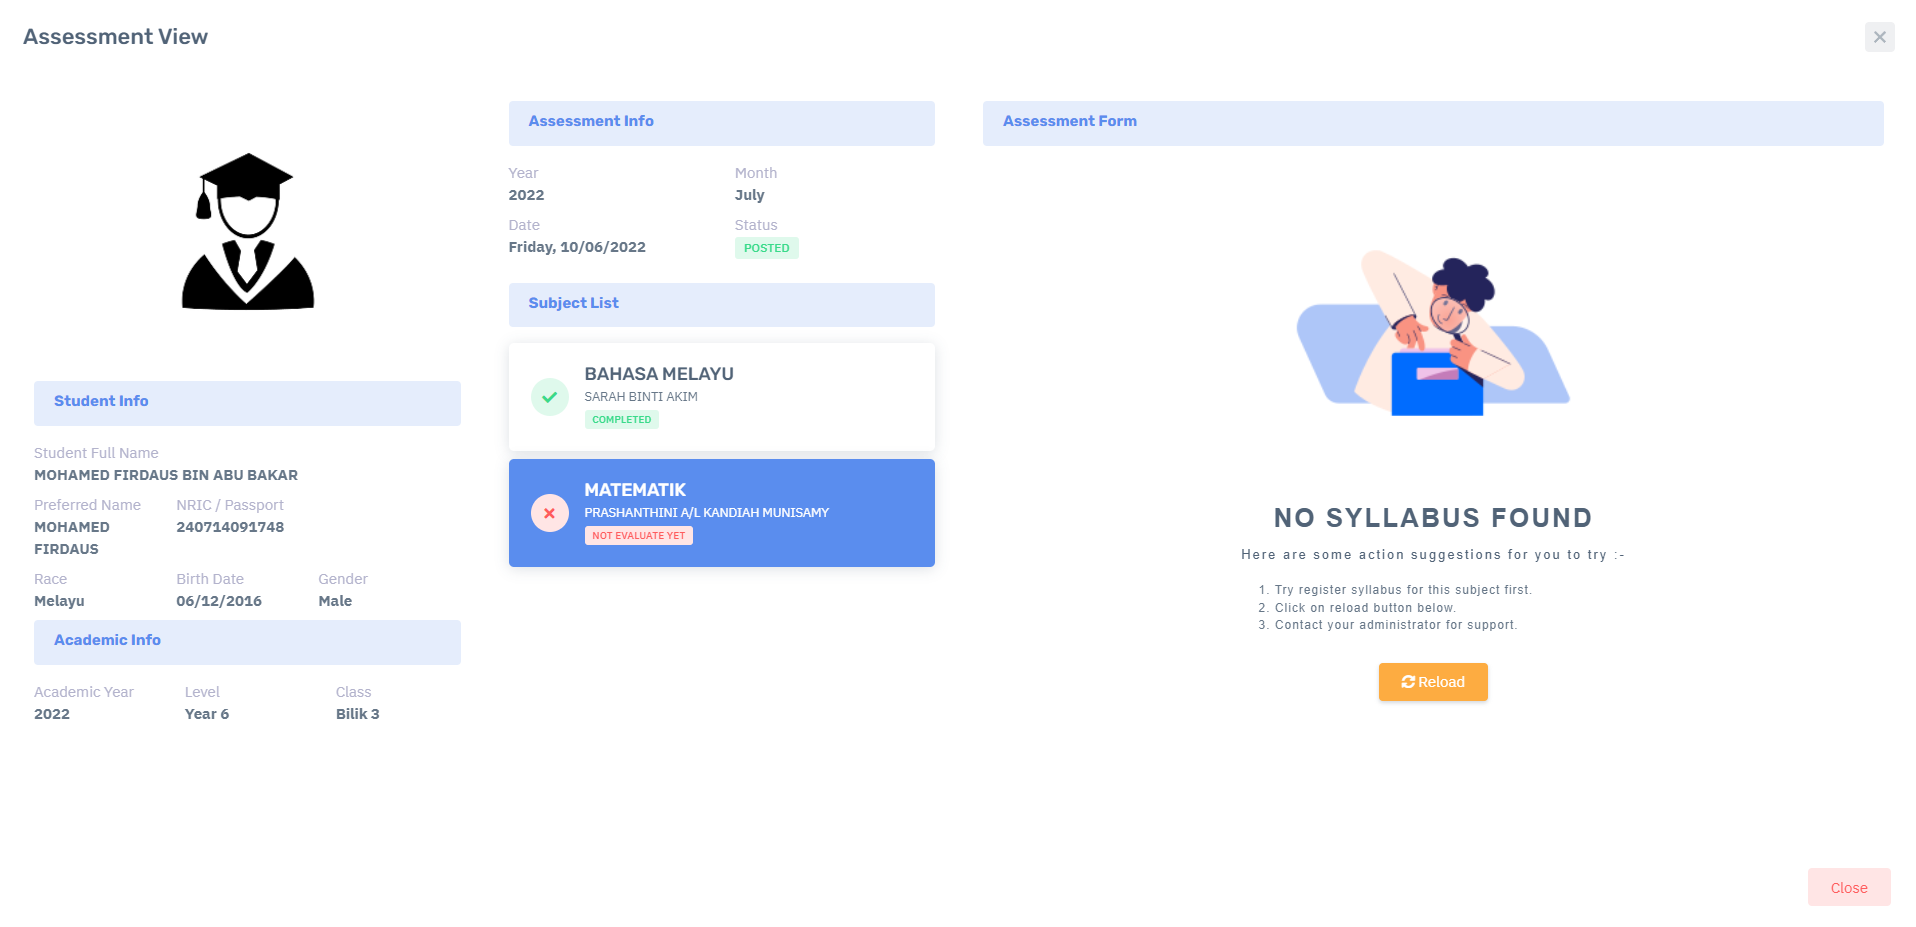 Assessment View
Student Info
Student Full Name
MOHAMED FIRDAUS BIN ABU BAKAR
Preferred Name NRIC / Passport
MOHAMED 240714091748
FIRDAUS
Race Birth Date Gender
Melayu 06/12/2016 Male
Academic Info
Academic Year Level Class
2022 Year 6 Bilik 3
Assessment Info
Year Month
2022 July
Date Status
Friday, 10/06/2022 POSTED
Subject List
BAHASA MELAYU
SARAH BINTI AKIM
COMPLETED
MATEMATIK
PRASHANTHINI A/L KANDIAH MUNISAMY
NOT EVALUATE YET
Assessment Form
NO SYLLABUS FOUND
Here are some action suggestions for you to try :-
1. Try register syllabus for this subject first.
2. Click on reload button below.
3. Contact your administrator for support.
Reload
Close